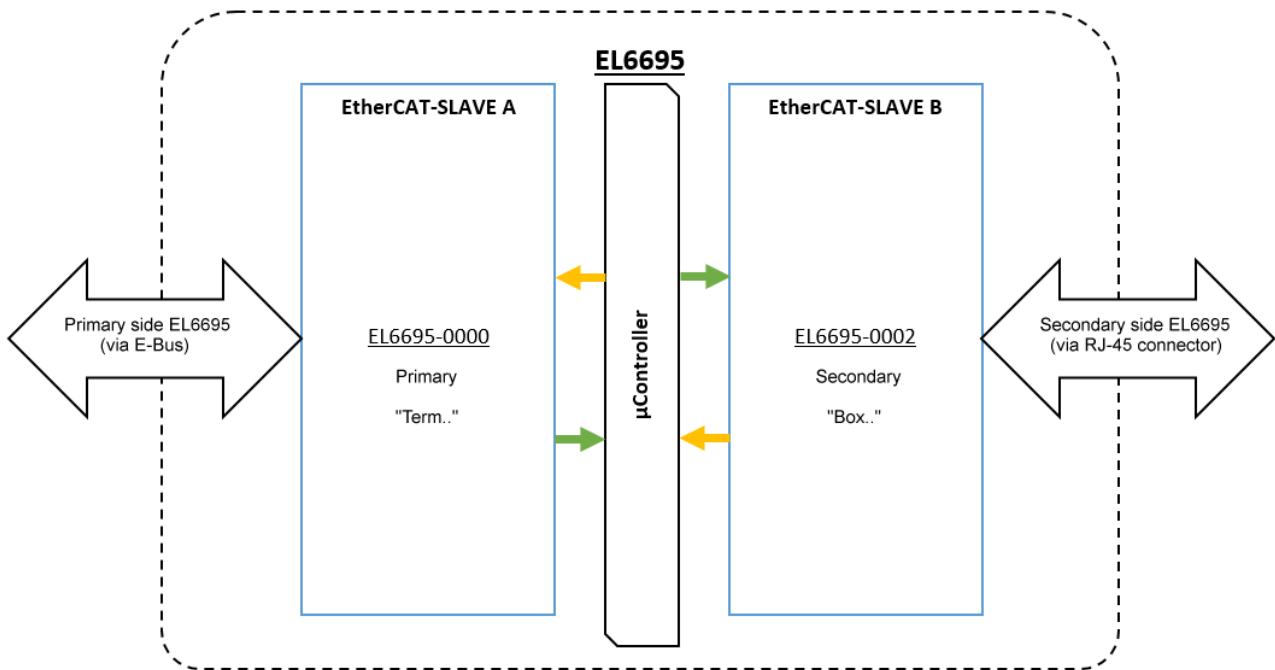 EL6695
EtherCAT-SLAVE A
EtherCAT-SLAVE B
Primary side EL6695
(via E-Bus)
EL6695-0000
Primary
"Term.."
µController
EL6695-0002
Secondary
"Box.."
Secondary side EL6695
(via RJ-45 connector)